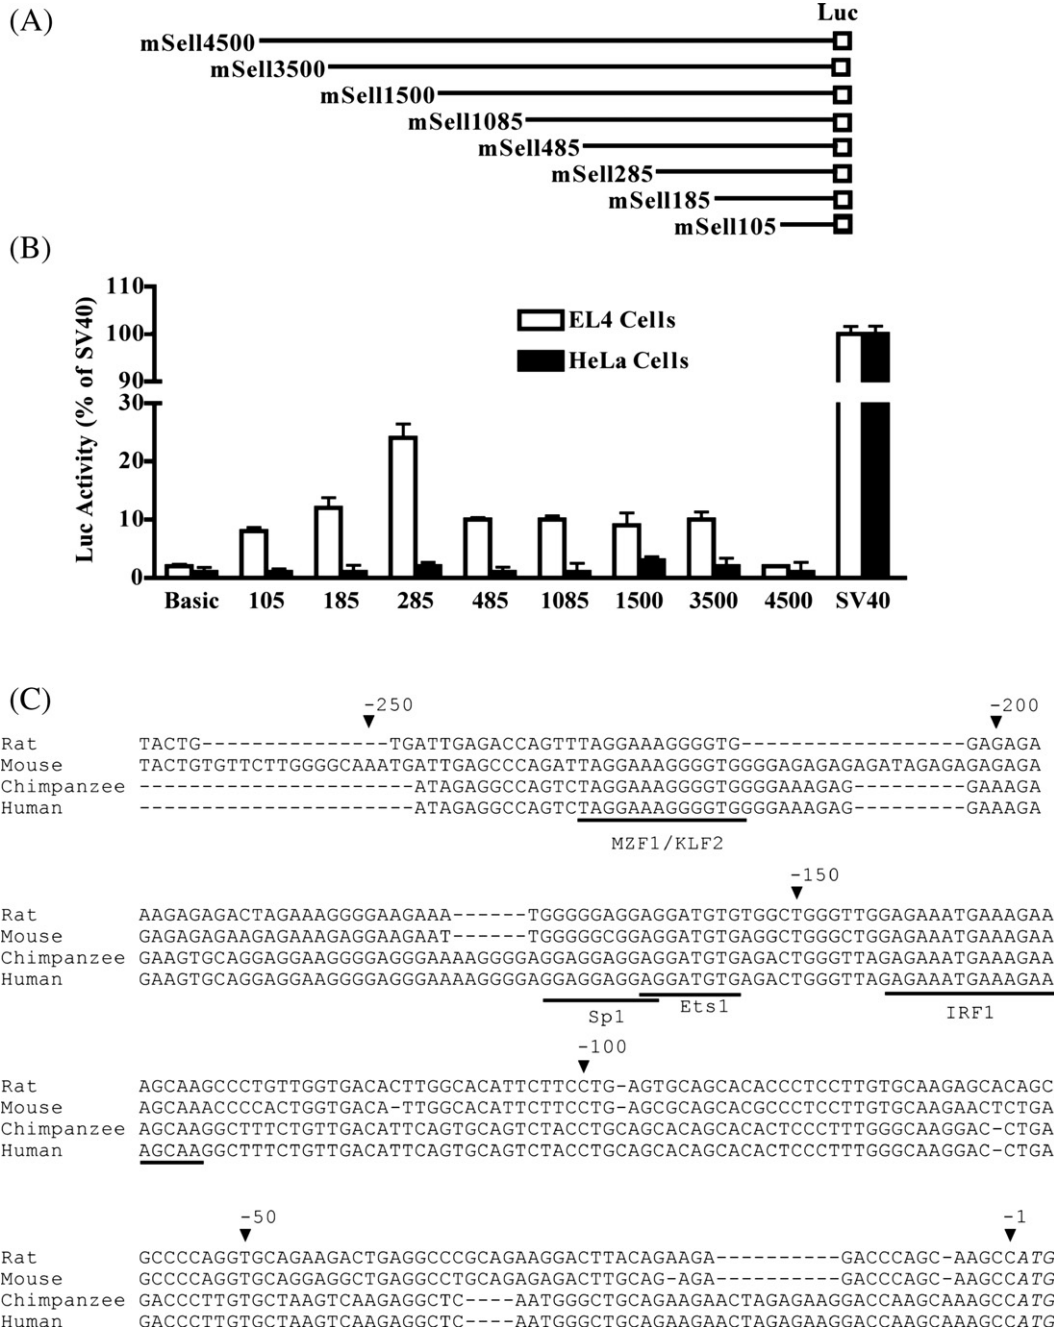 (A)
Luc
mSell4500
mSell3500
mSell1500
mSell1085
mSell485
mSell285
mSell185
mSell105
(B)
Luc Activity (% of SV40)
110
100
90
30
20
10
0
EL4 Cells
HeLa Cells
Basic 105 185 285 485 1085 1500 3500 4500 SV40
(C)
-250 -200
Rat TACTG---------------TGATTGAGACCAGTTTAGGAAAGGGGTG------------------GAGAGA
Mouse TACTGTGTTCTTGGGGCAAATGATTGAGCCCAGATTAGGAAAGGGGTGGGGAGAGAGAGATAGAGAGAGAGA
Chimpanzee ----------------------ATAGAGGCCAGTCTAGGAAAGGGGTGGGGAAAGAG---------GAAAGA
Human ----------------------ATAGAGGCCAGTCTAGGAAAGGGGTGGGGAAAGAG---------GAAAGA
MZF1/KLF2
-150
Rat AAGAGAGACTAGAAAGGGGAAGAAA------TGGGGGAGGAGGATGTGTGGCTGGGTTGGAGAAATGAAAGAA
Mouse GAGAGAGAAGAGAAAGAGGAAGAAT------TGGGGGCGGAGGATGTGAGGCTGGGCTGGAGAAATGAAAGAA
Chimpanzee GAAGTGCAGGAGGAAGGGGAGGGAAAAGGGGAGGAGGAGGAGGATGTGAGACTGGGTTAGAGAAATGAAAGAA
Human GAAGTGCAGGAGGAAGGGGAGGGAAAAGGGGAGGAGGAGGAGGATGTGAGACTGGGTTAGAGAAATGAAAGAA
Sp1 Ets1 IRF1
-100
Rat AGCAAGCCCTGTTGGTGACACTTGGCACATTCTTCCTG-AGTGCAGCACACCCTCCTTGTGCAAGAGCACAGC
Mouse AGCAAACCCCACTGGTGACA-TTGGCACATTCTTCCTG-AGCGCAGCACGCCCTCCTTGTGCAAGAACTCTGA
Chimpanzee AGCAAGGCTTTCTGTTGACATTCAGTGCAGTCTACCTGCAGCACAGCACACTCCCTTTGGGCAAGGAC-CTGA
Human AGCAAGGCTTTCTGTTGACATTCAGTGCAGTCTACCTGCAGCACAGCACACTCCCTTTGGGCAAGGAC-CTGA
-50 -1
Rat GCCCCAGGTGCAGAAGACTGAGGCCCGCAGAAGGACTTACAGAAGA----------GACCCAGC-AAGCCATG
Mouse GCCCCAGGTGCAGGAGGCTGAGGCCTGCAGAGAGACTTGCAG-AGA----------GACCCAGC-AAGCCATG
Chimpanzee GACCCTTGTGCTAAGTCAAGAGGCTC----AATGGGCTGCAGAAGAACTAGAGAAGGACCAAGCAAAGCCATG
Human GACCCTTGTGCTAAGTCAAGAGGCTC----AATGGGCTGCAGAAGAACTAGAGAAGGACCAAGCAAAGCCATG